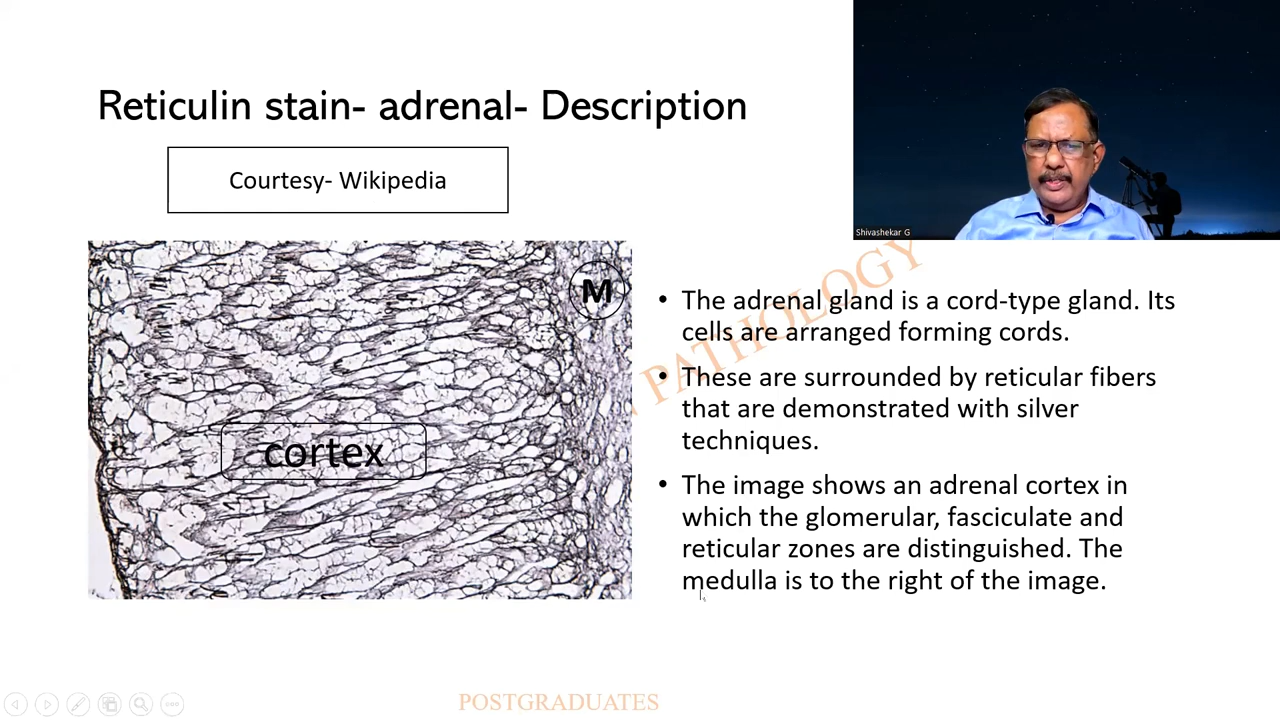 Reticulin stain- adrenal- Description
Courtesy- Wikipedia
Shivashekar G
M
cortex
• The adrenal gland is a cord-type gland. Its
cells are arranged forming cords.
• These are surrounded by reticular fibers
that are demonstrated with silver
techniques.
• The image shows an adrenal cortex in
which the glomerular, fasciculate and
reticular zones are distinguished. The
medulla is to the right of the image.
PATHOLOGY
POSTGRADUATES